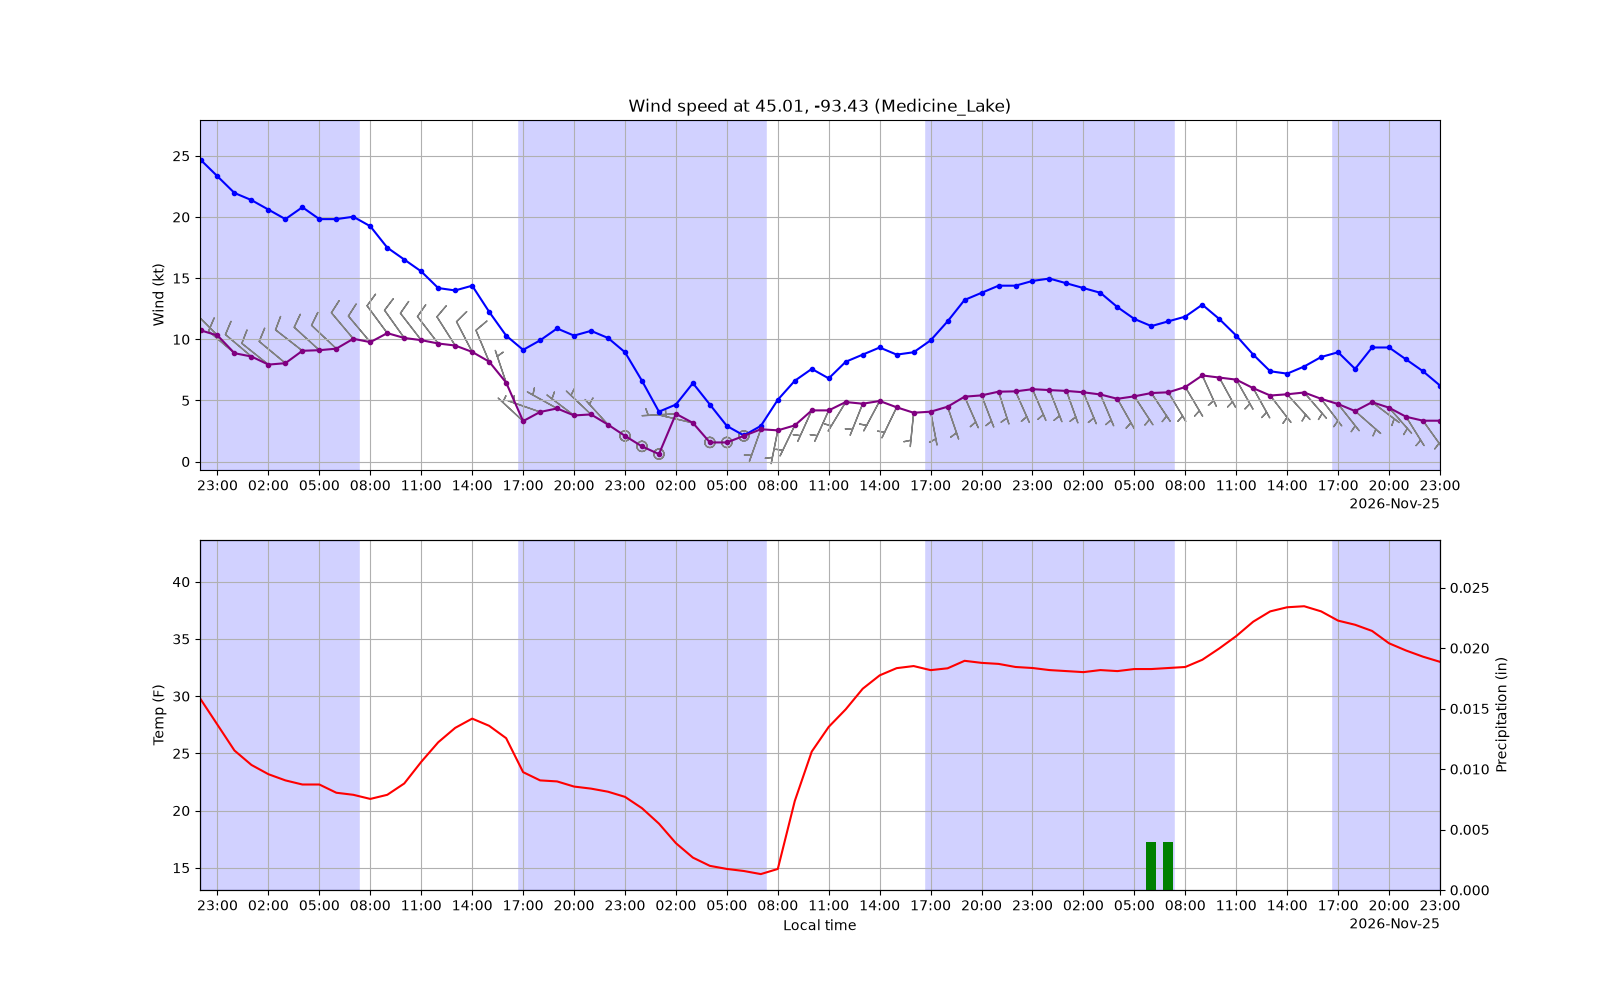 Wind speed at 45.01, -93.43 (Medicine_Lake)
Wind (kt)
25
20
15
10
5
0
23:00 02:00 05:00 08:00 11:00 14:00 17:00 20:00 23:00 02:00 05:00 08:00 11:00 14:00 17:00 20:00 23:00 02:00 05:00 08:00 11:00 14:00 17:00 20:00 23:00
2026-Nov-25
Temp (F)
40
35
30
25
20
15
Precipitation (in)
0.025
0.020
0.015
0.010
0.005
0.000
23:00 02:00 05:00 08:00 11:00 14:00 17:00 20:00 23:00 02:00 05:00 08:00 11:00 14:00 17:00 20:00 23:00 02:00 05:00 08:00 11:00 14:00 17:00 20:00 23:00
Local time
2026-Nov-25